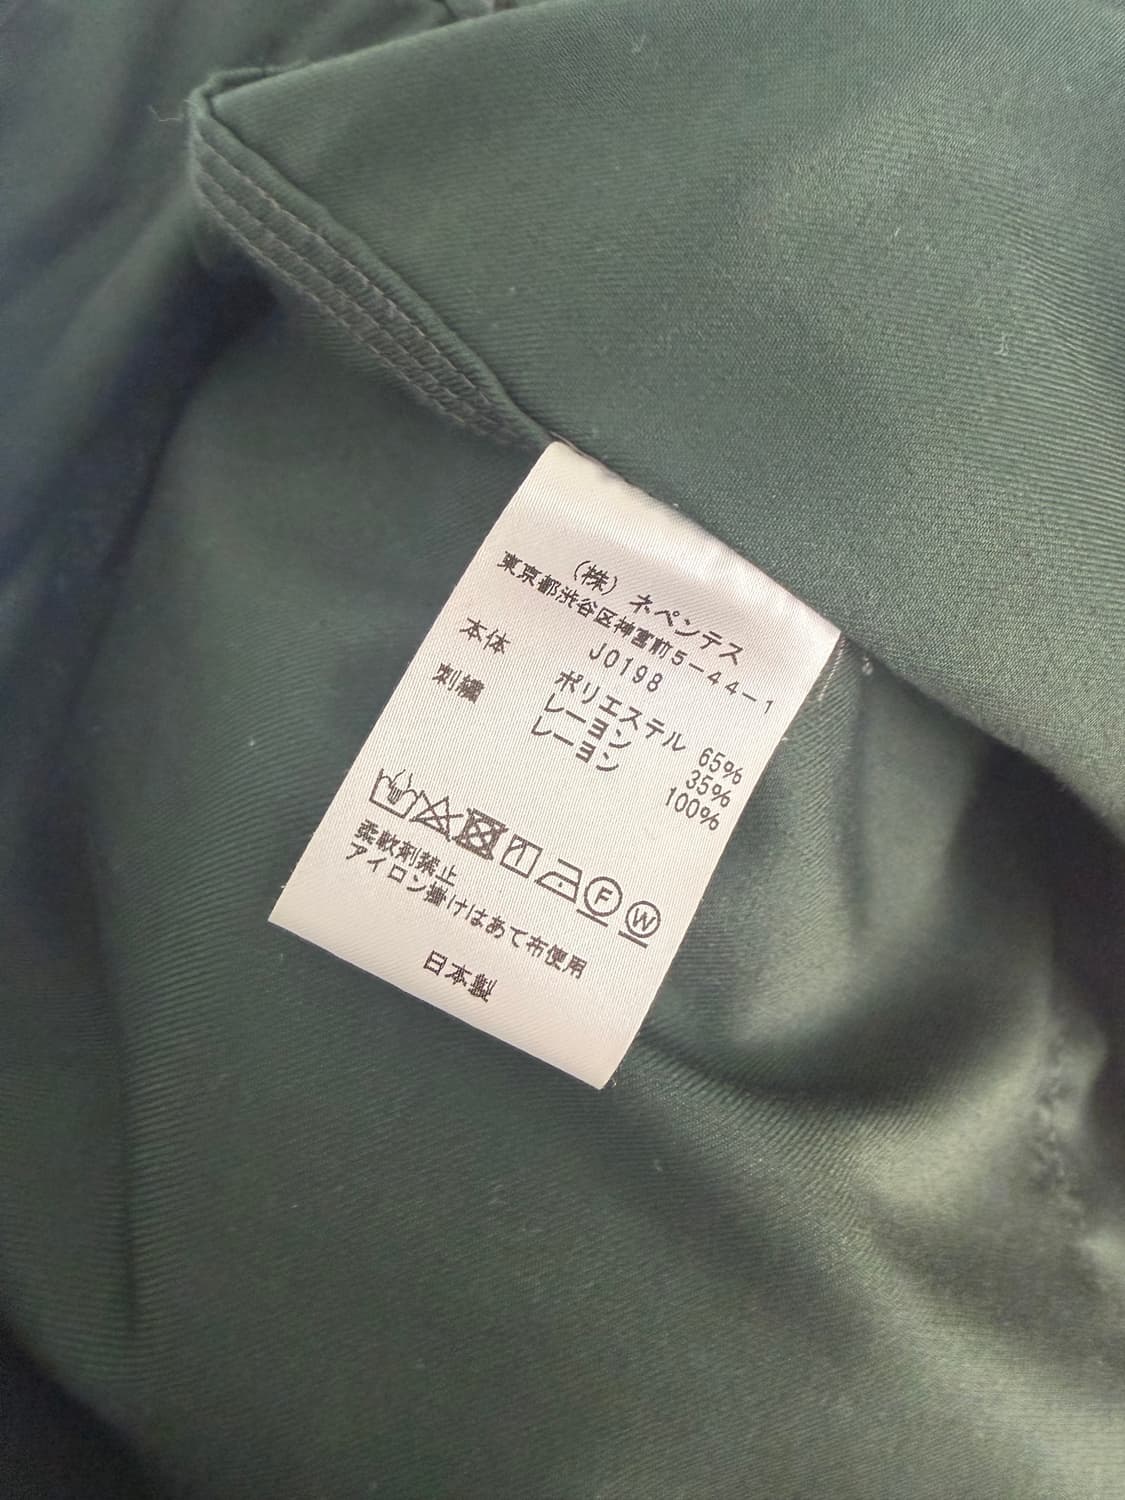 (株) ネペンテス
東京都渋谷区神宮前5-44-1
J0198
本体 ポリエステル 65%
レーヨン 35%
刺繍 レーヨン 100%
F W
柔軟剤禁止
アイロン掛けはあて布使用
日本製